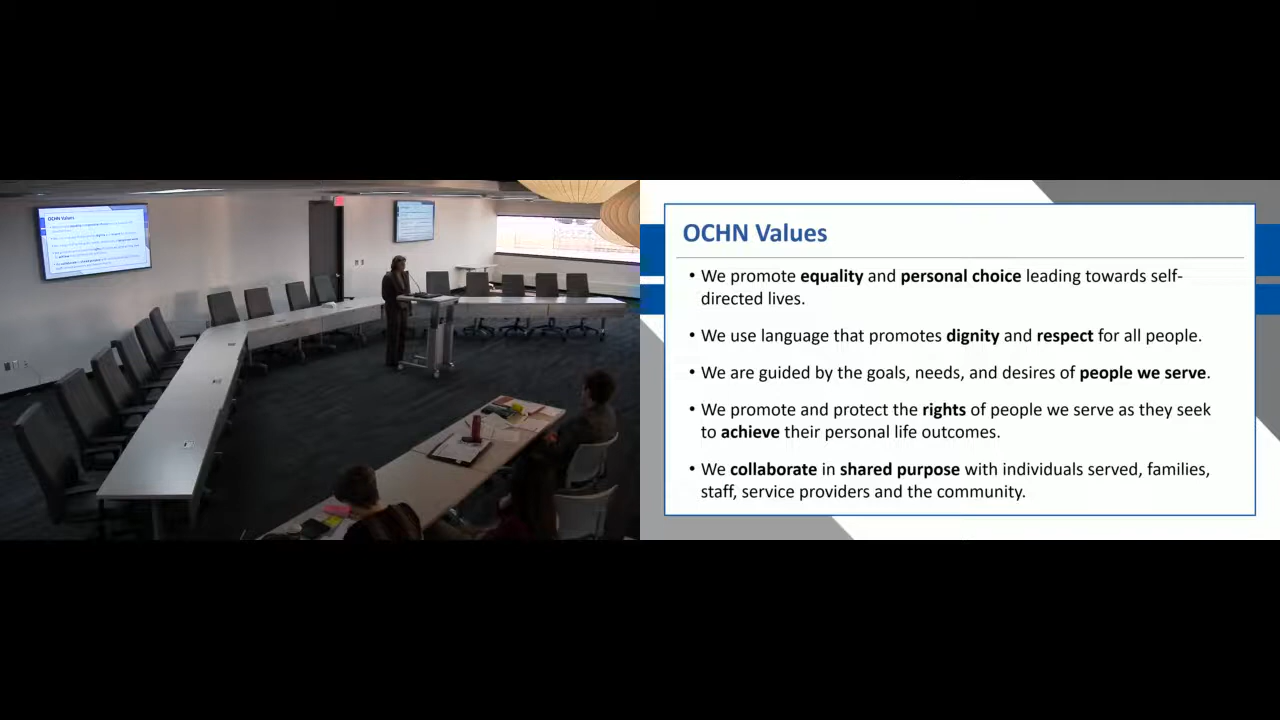 OCHN Values
OCHN Values
• We promote equality and personal choice leading towards self-
directed lives.
• We use language that promotes dignity and respect for all people.
• We are guided by the goals, needs, and desires of people we serve.
• We promote and protect the rights of people we serve as they seek
to achieve their personal life outcomes.
• We collaborate in shared purpose with individuals served, families,
staff, service providers and the community.